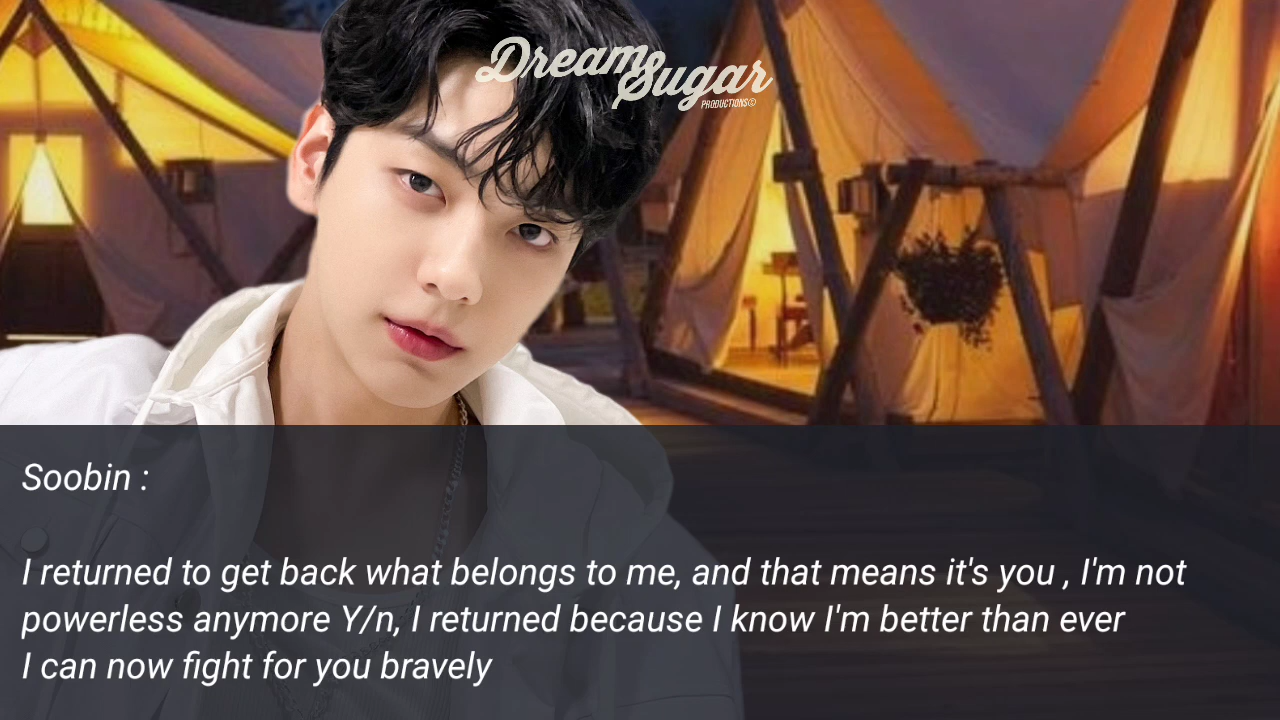 Dream
Sugar
PRODUCTIONS©
Soobin :
I returned to get back what belongs to me, and that means it's you , I'm not
powerless anymore Y/n, I returned because I know I'm better than ever
I can now fight for you bravely